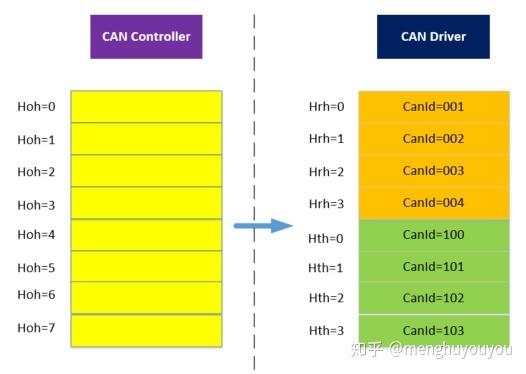 CAN Controller
CAN Driver
Hoh=0
Hrh=0
CanId=001
Hoh=1
Hrh=1
CanId=002
Hoh=2
Hrh=2
CanId=003
Hoh=3
Hrh=3
CanId=004
Hoh=4
Hth=0
CanId=100
Hoh=5
Hth=1
CanId=101
Hoh=6
Hth=2
CanId=102
Hoh=7
Hth=3
CanId=103
知乎 @menghuyouyou